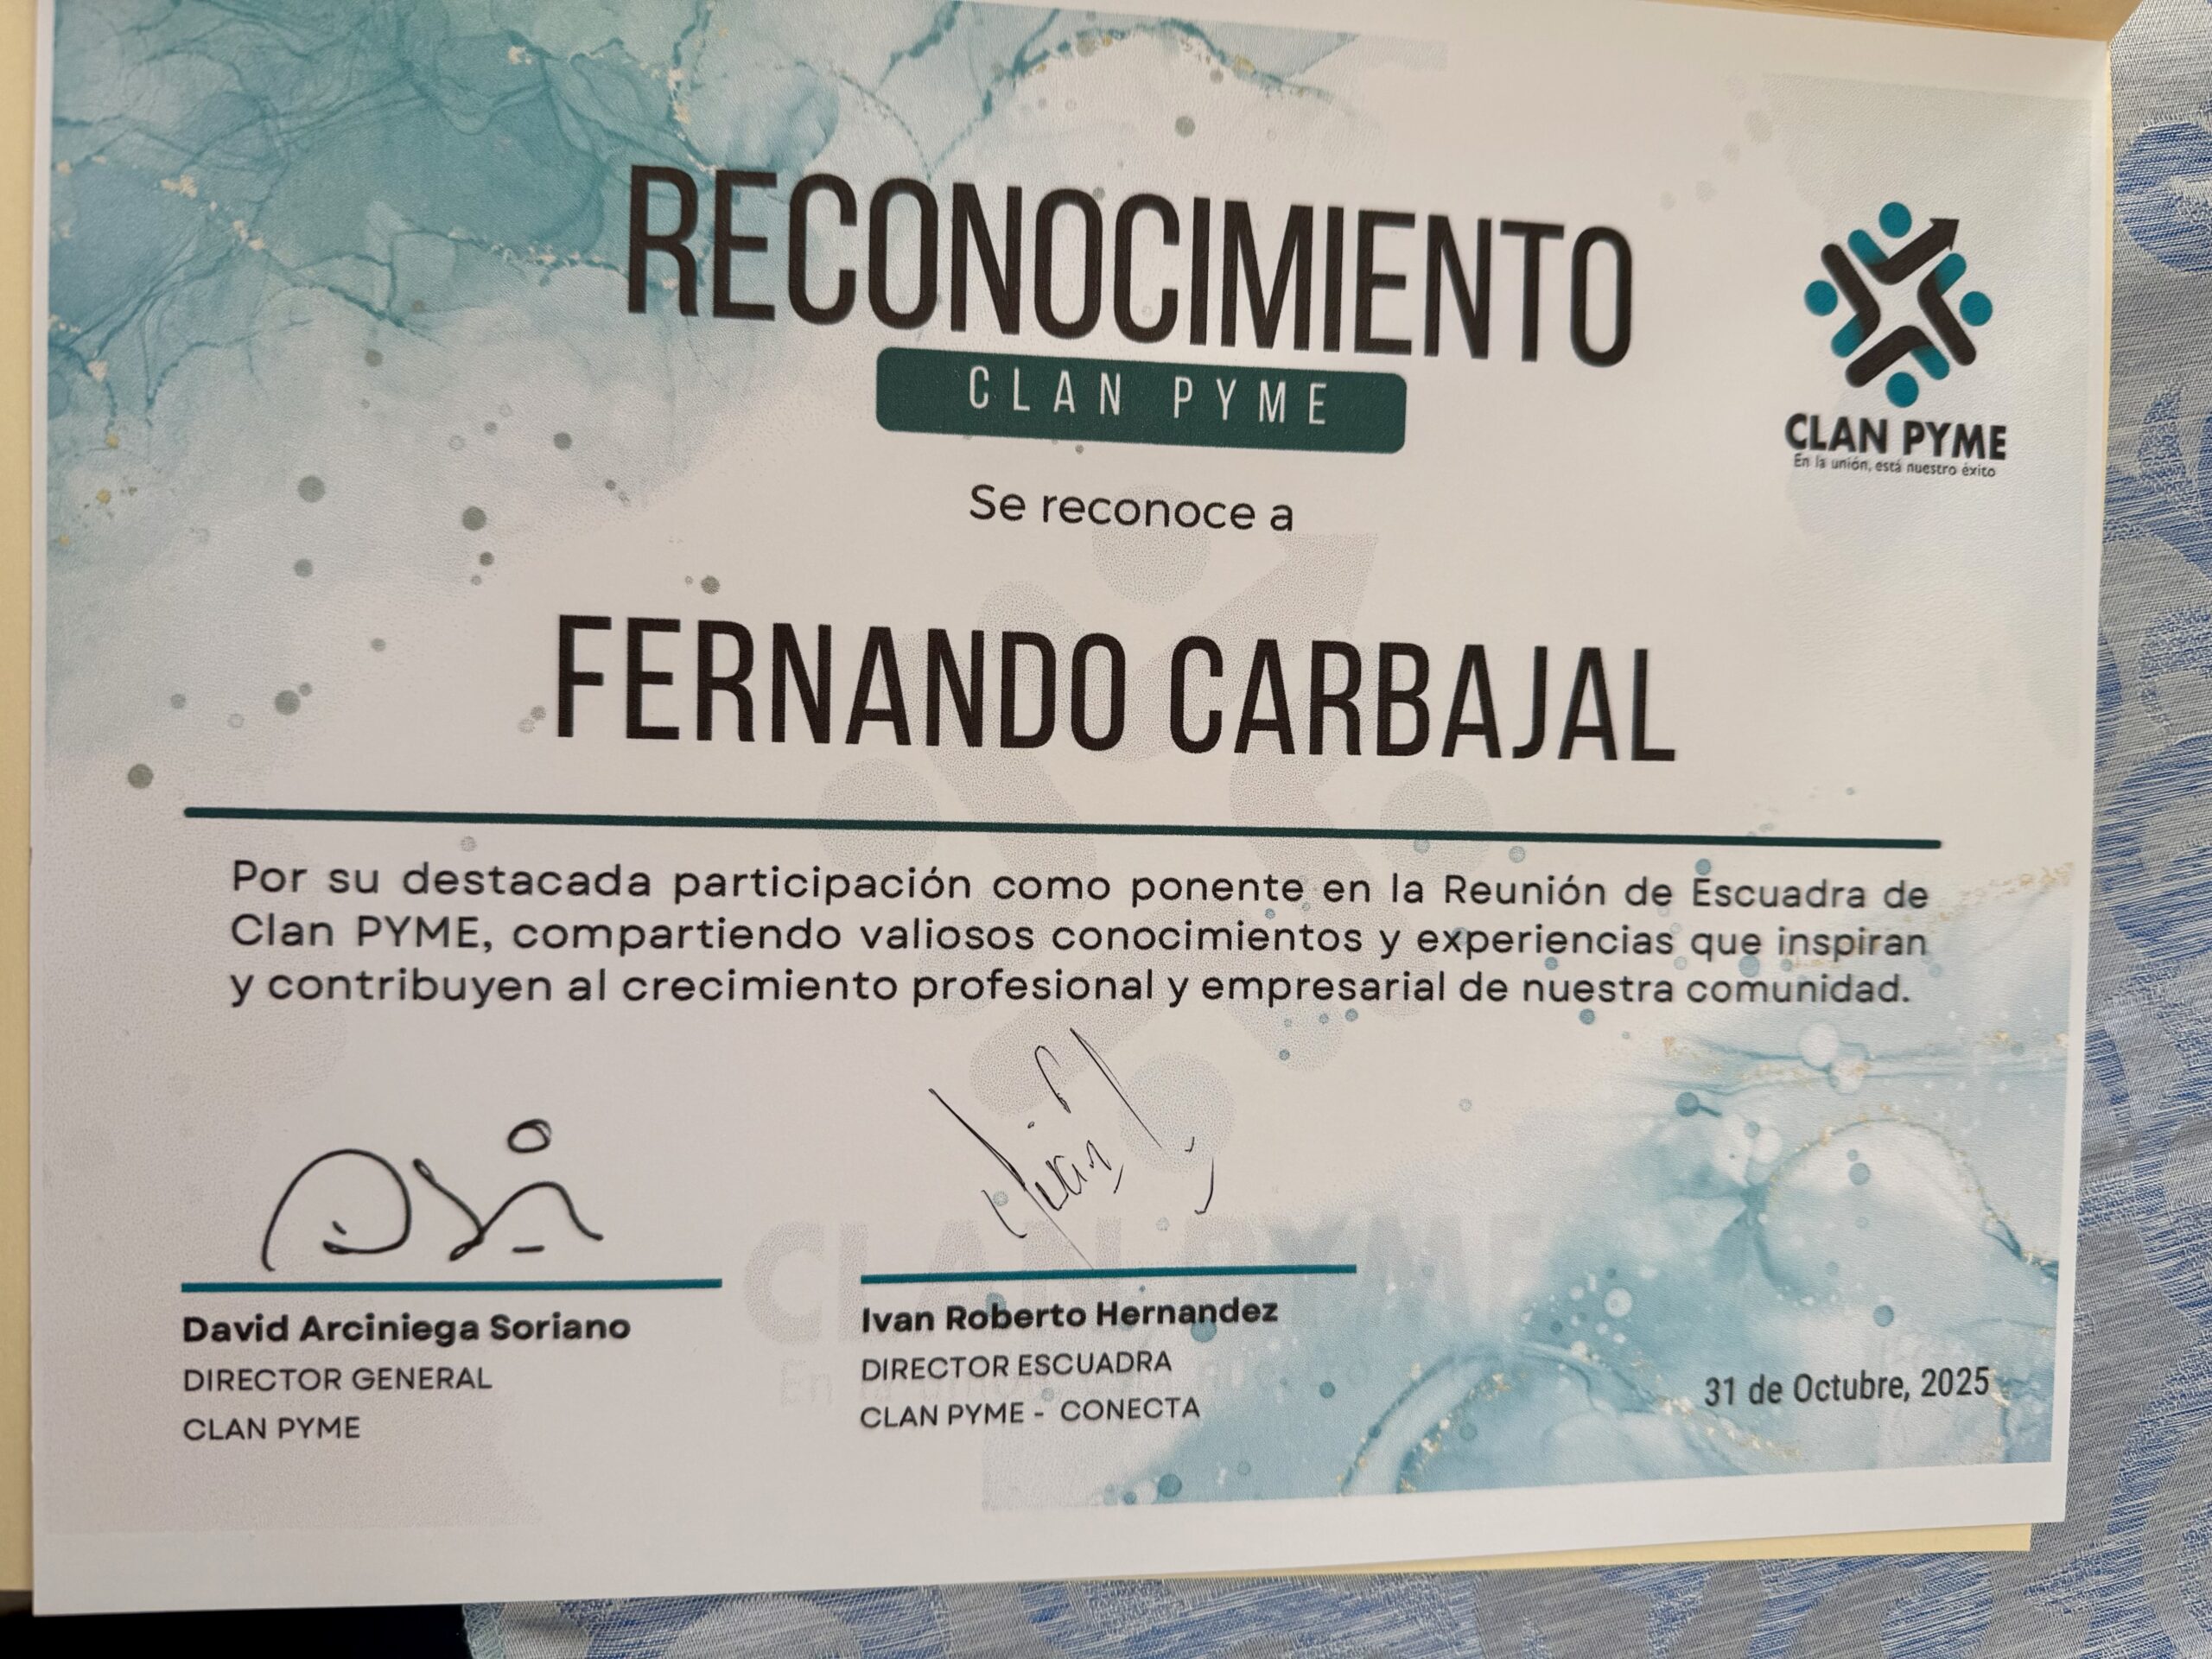 RECONOCIMIENTO
CLAN PYME
CLAN PYME
En la unión, está nuestro éxito
Se reconoce a
FERNANDO CARBAJAL
Por su destacada participación como ponente en la Reunión de Escuadra de
Clan PYME, compartiendo valiosos conocimientos y experiencias que inspiran
y contribuyen al crecimiento profesional y empresarial de nuestra comunidad.
CLAN PYME
David Arciniega Soriano
DIRECTOR GENERAL
CLAN PYME
Ivan Roberto Hernandez
DIRECTOR ESCUADRA
CLAN PYME - CONECTA
31 de Octubre, 2025